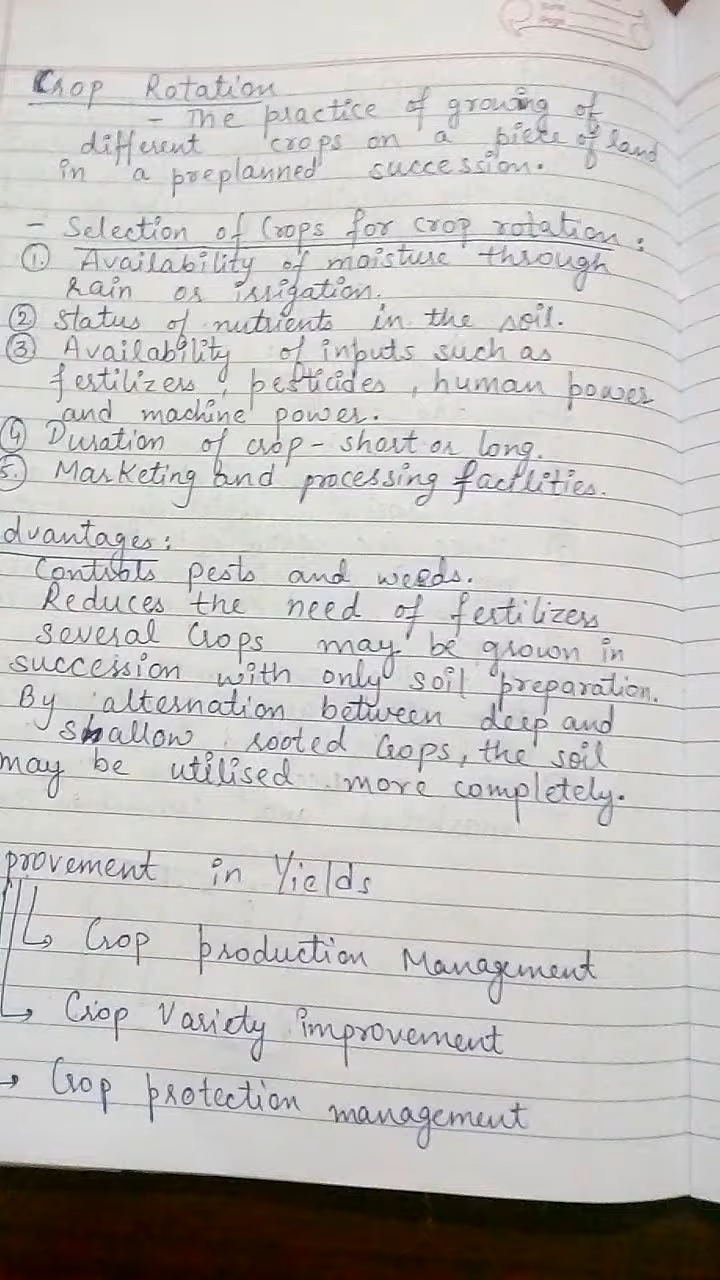 Crop Rotation
- The practice of growing of
different crops on a piece of land
in a preplanned succession.
- Selection of Crops for crop rotation:
① Availability of moisture through
Rain or irrigation.
② Status of nutrients in the soil.
③ Availability of inputs such as
fertilizers, pesticides, human power
and machine power.
④ Duration of crop - short or long.
5. Marketing and processing facilities.
dvantages:
Controls pests and weeds.
Reduces the need of fertilizers
several Crops may be grown in
succession with only soil preparation.
By alternation between deep and
shallow rooted Crops, the soil
may be utilised more completely.
provement in Yields
↳ Crop production Management
↳ Crop Variety improvement
→ Crop protection management